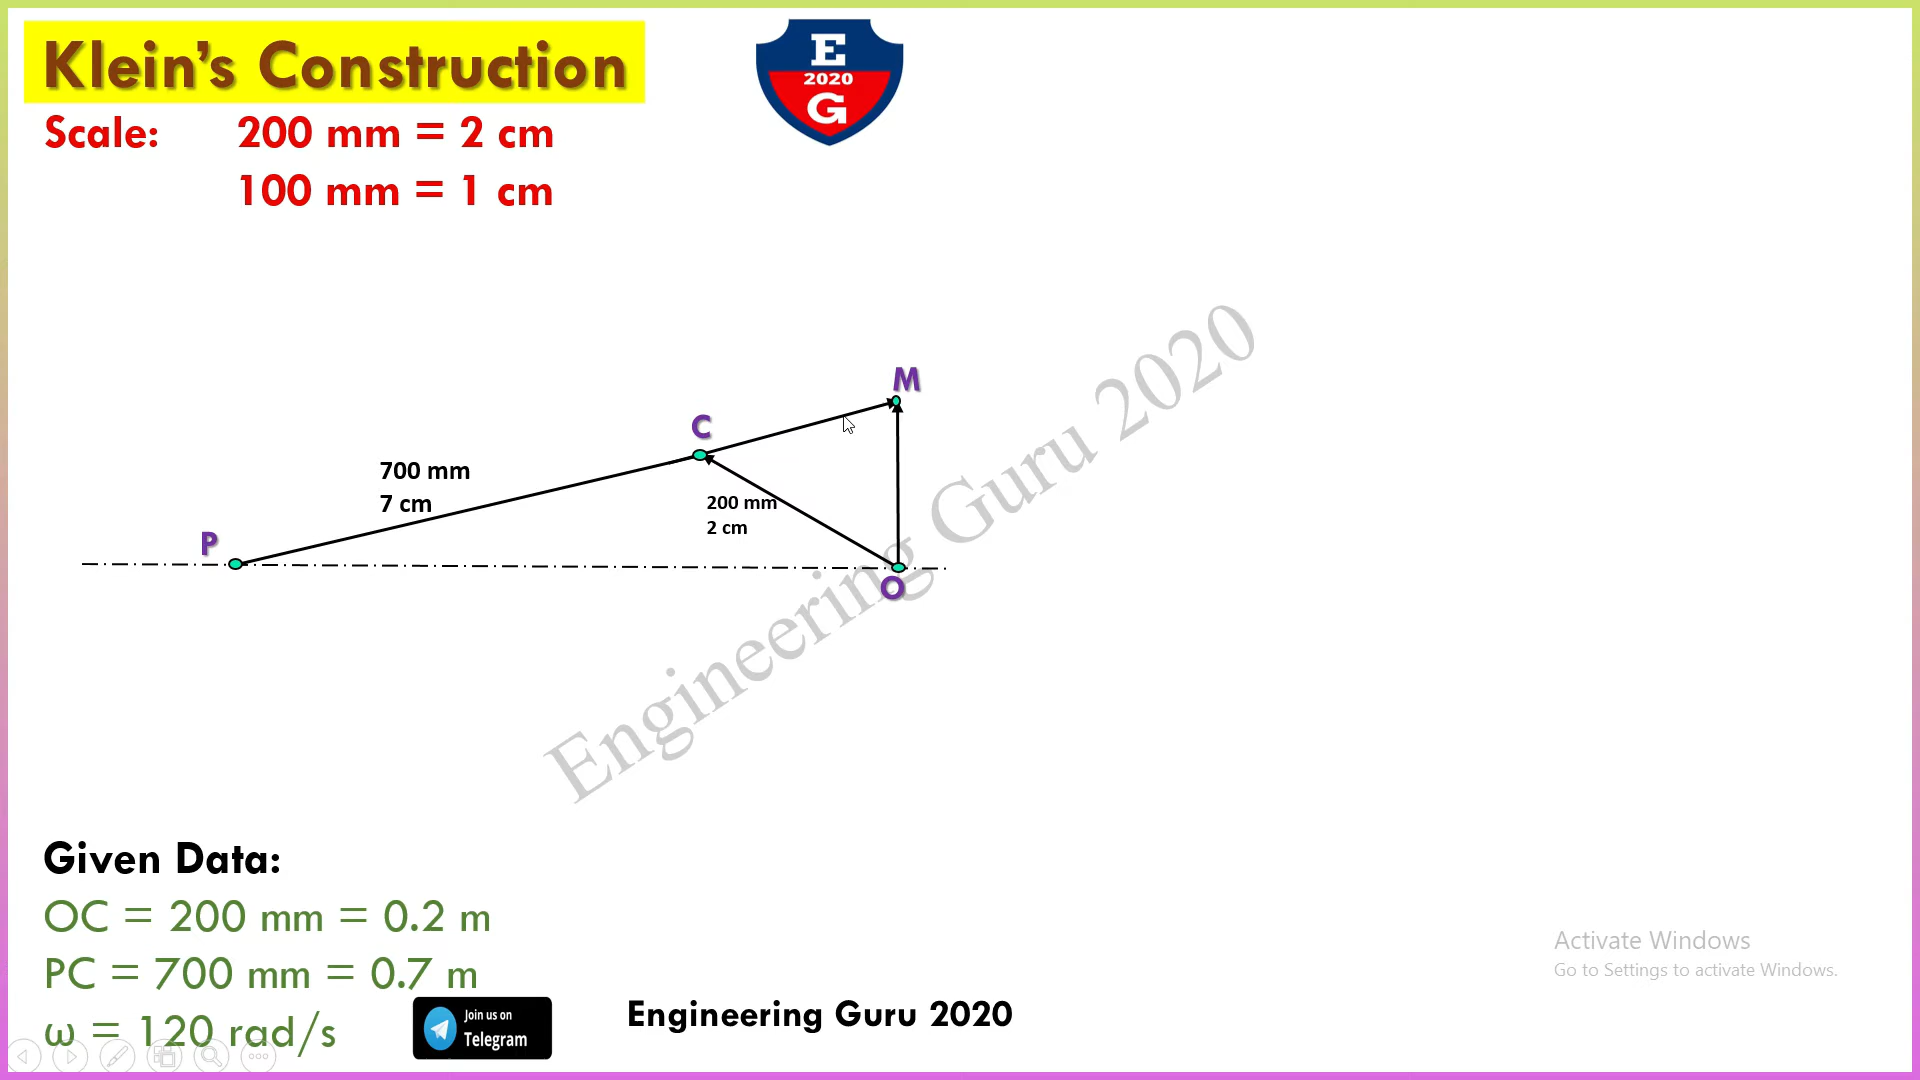 Klein's Construction
E
2020
G
Scale: 200 mm = 2 cm
100 mm = 1 cm
M
C
700 mm
7 cm
200 mm
2 cm
P
O
Engineering Guru 2020
Given Data:
OC = 200 mm = 0.2 m
PC = 700 mm = 0.7 m
ω = 120 rad/s
Join us on
Telegram
Engineering Guru 2020
Activate Windows
Go to Settings to activate Windows.